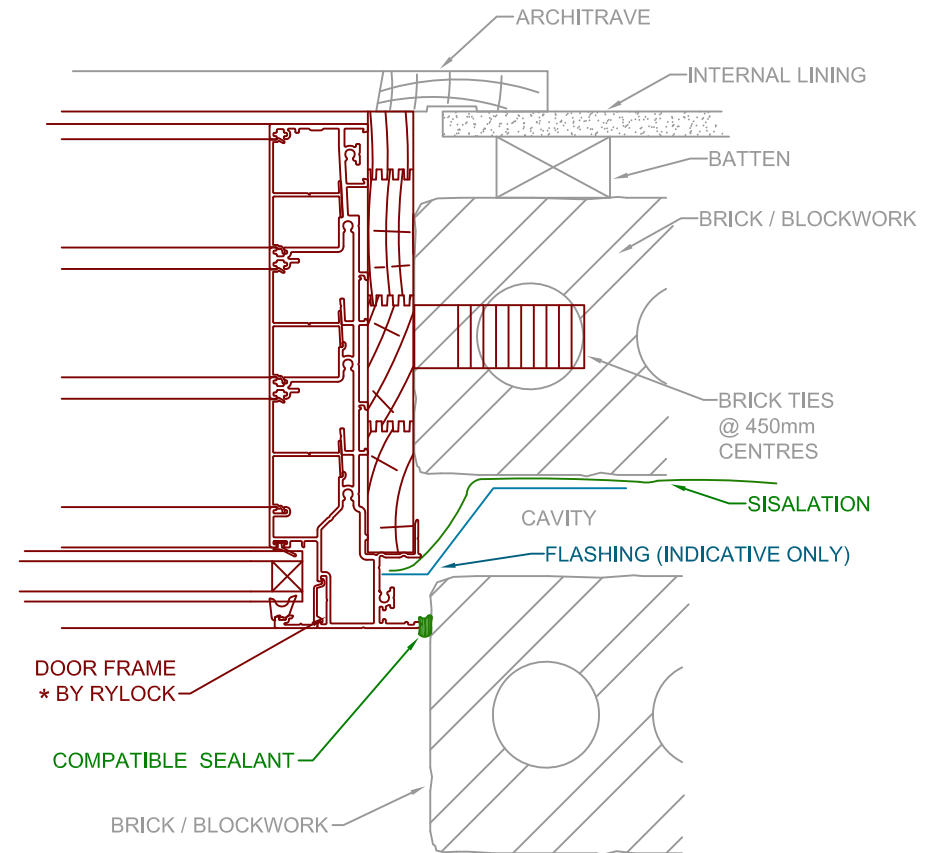 ARCHITRAVE
INTERNAL LINING
BATTEN
BRICK / BLOCKWORK
BRICK TIES
@ 450mm
CENTRES
SISALATION
CAVITY
FLASHING (INDICATIVE ONLY)
DOOR FRAME
* BY RYLOCK
COMPATIBLE SEALANT
BRICK / BLOCKWORK